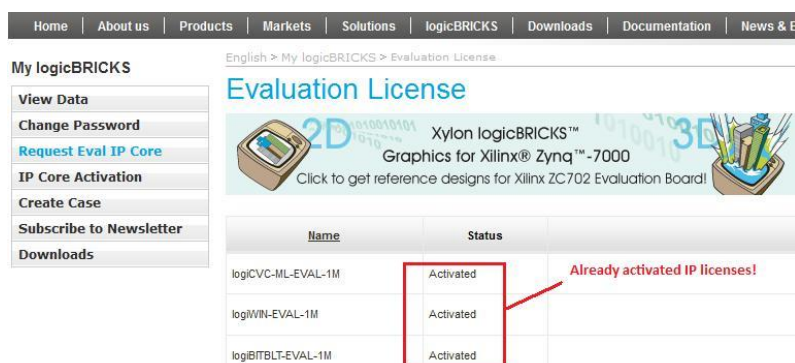 Home | About us | Products | Markets | Solutions | logicBRICKS | Downloads | Documentation | News &
My logicBRICKS
View Data
Change Password
Request Eval IP Core
IP Core Activation
Create Case
Subscribe to Newsletter
Downloads
English > My logicBRICKS > Evaluation License
Evaluation License
2D
Xylon logicBRICKS™
3D
Graphics for Xilinx® Zynq™-7000
Click to get reference designs for Xilinx ZC702 Evaluation Board!
Name Status
logiCVC-ML-EVAL-1M Activated
Already activated IP licenses!
logiWIN-EVAL-1M Activated
logiBITBLT-EVAL-1M Activated